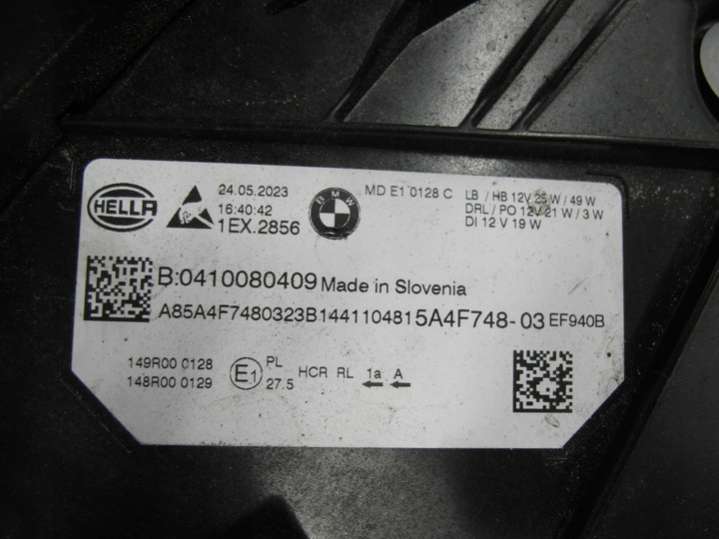 HELLA
24.05.2023
16:40:42
1EX.2856
BMW
MD E1 0128 C
LB / HB 12V 25 W / 49 W
DRL / PO 12V 21 W / 3 W
DI 12 V 19 W
B:0410080409 Made in Slovenia
A85A4F7480323B1441104815A4F748-03 EF940B
149R00 0128
148R00 0129
E1
PL
27.5
HCR RL 1a A